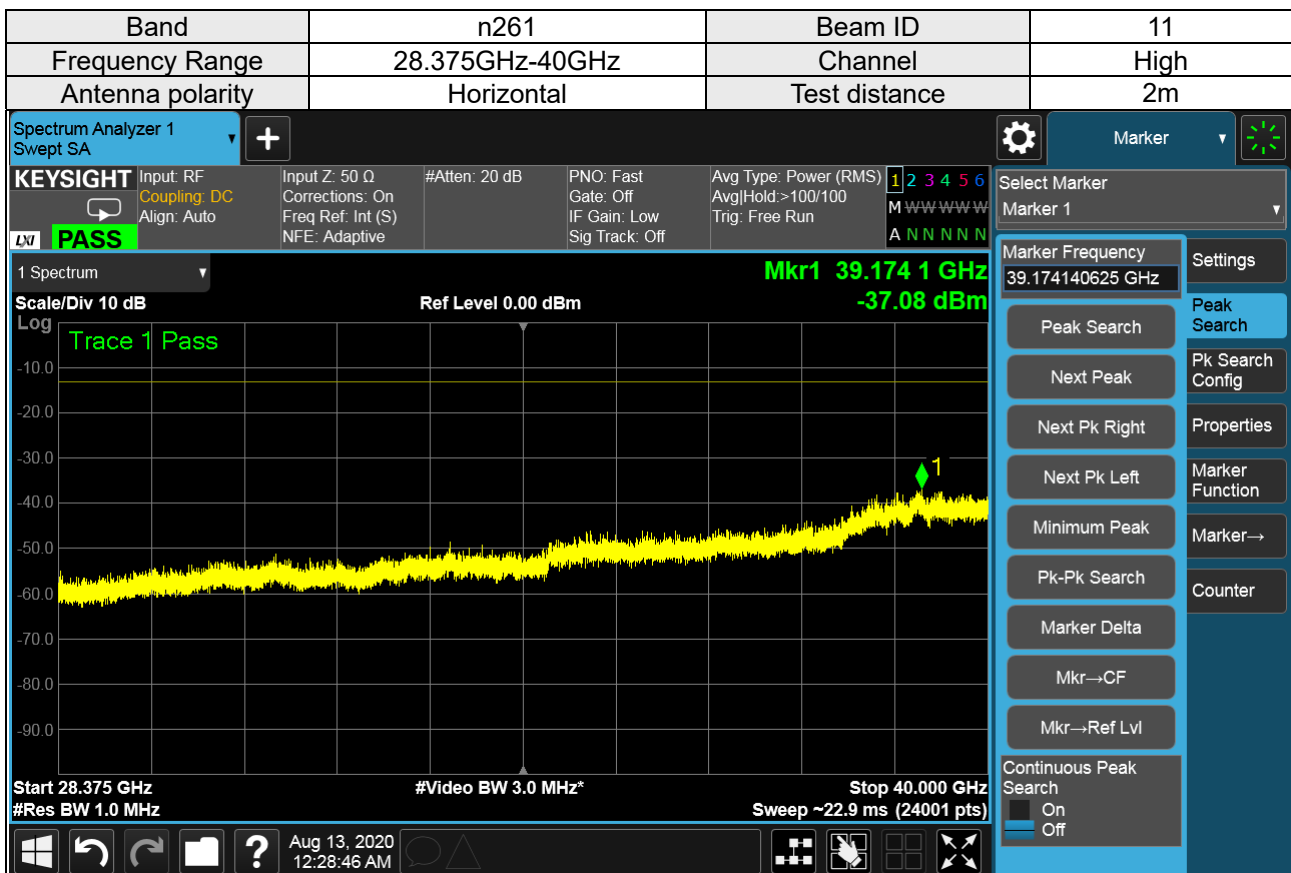 Band n261 Beam ID 11
Frequency Range 28.375GHz-40GHz Channel High
Antenna polarity Horizontal Test distance 2m
Spectrum Analyzer 1
Swept SA
+
Marker
KEYSIGHT
LXI PASS
Input: RF
Coupling: DC
Align: Auto
Input Z: 50 Ω
Corrections: On
Freq Ref: Int (S)
NFE: Adaptive
#Atten: 20 dB
PNO: Fast
Gate: Off
IF Gain: Low
Sig Track: Off
Avg Type: Power (RMS)
Avg|Hold:>100/100
Trig: Free Run
1 2 3 4 5 6
M W W W W W
A N N N N N
Select Marker
Marker 1
1 Spectrum
Mkr1 39.174 1 GHz
-37.08 dBm
Scale/Div 10 dB
Ref Level 0.00 dBm
Log
Trace 1 Pass
-10.0
-20.0
-30.0
-40.0
-50.0
-60.0
-70.0
-80.0
-90.0
1
Start 28.375 GHz
#Res BW 1.0 MHz
#Video BW 3.0 MHz*
Stop 40.000 GHz
Sweep ~22.9 ms (24001 pts)
Marker Frequency
39.174140625 GHz
Peak Search
Next Peak
Next Pk Right
Next Pk Left
Minimum Peak
Pk-Pk Search
Marker Delta
Mkr→CF
Mkr→Ref Lvl
Continuous Peak
Search
On
Off
Settings
Peak
Search
Pk Search
Config
Properties
Marker
Function
Marker→
Counter
?
Aug 13, 2020
12:28:46 AM